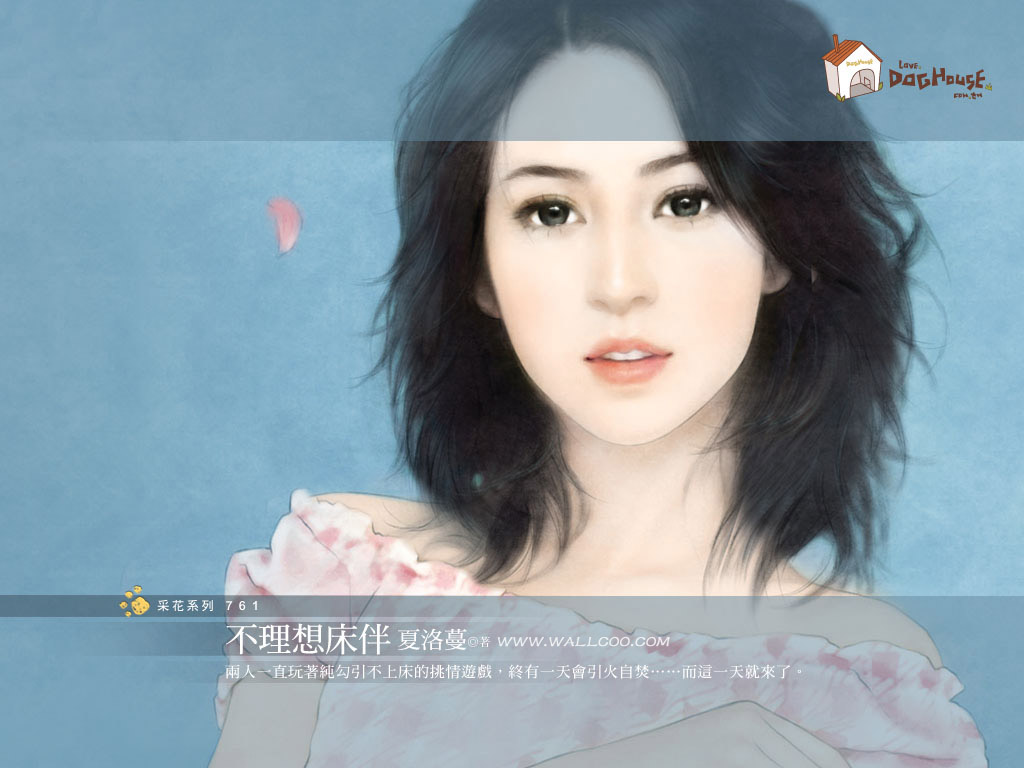 DogHouse
Love.
DOGHOUSE
com.tw
采花系列 761
不理想床伴 夏洛蔓◎著 WWW.WALLCOO.COM
兩人一直玩著純勾引不上床的挑情遊戲，終有一天會引火自焚……而這一天就來了。